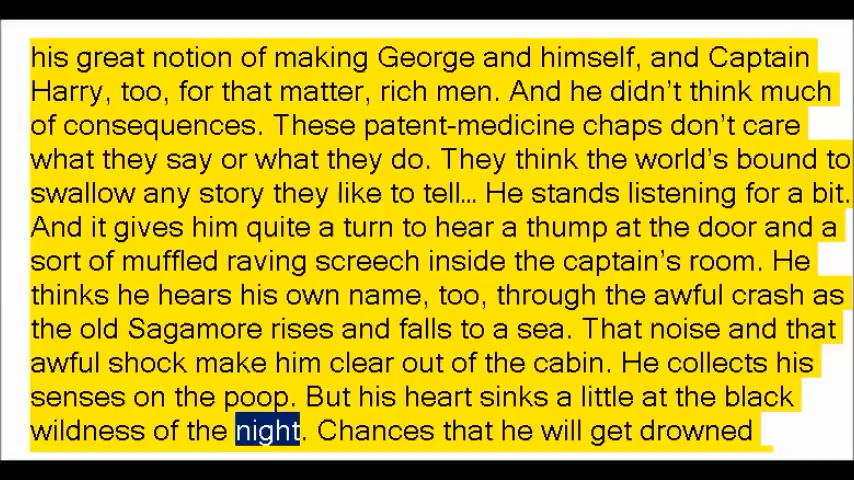 his great notion of making George and himself, and Captain
Harry, too, for that matter, rich men. And he didn’t think much
of consequences. These patent-medicine chaps don’t care
what they say or what they do. They think the world’s bound to
swallow any story they like to tell... He stands listening for a bit.
And it gives him quite a turn to hear a thump at the door and a
sort of muffled raving screech inside the captain’s room. He
thinks he hears his own name, too, through the awful crash as
the old Sagamore rises and falls to a sea. That noise and that
awful shock make him clear out of the cabin. He collects his
senses on the poop. But his heart sinks a little at the black
wildness of the night. Chances that he will get drowned